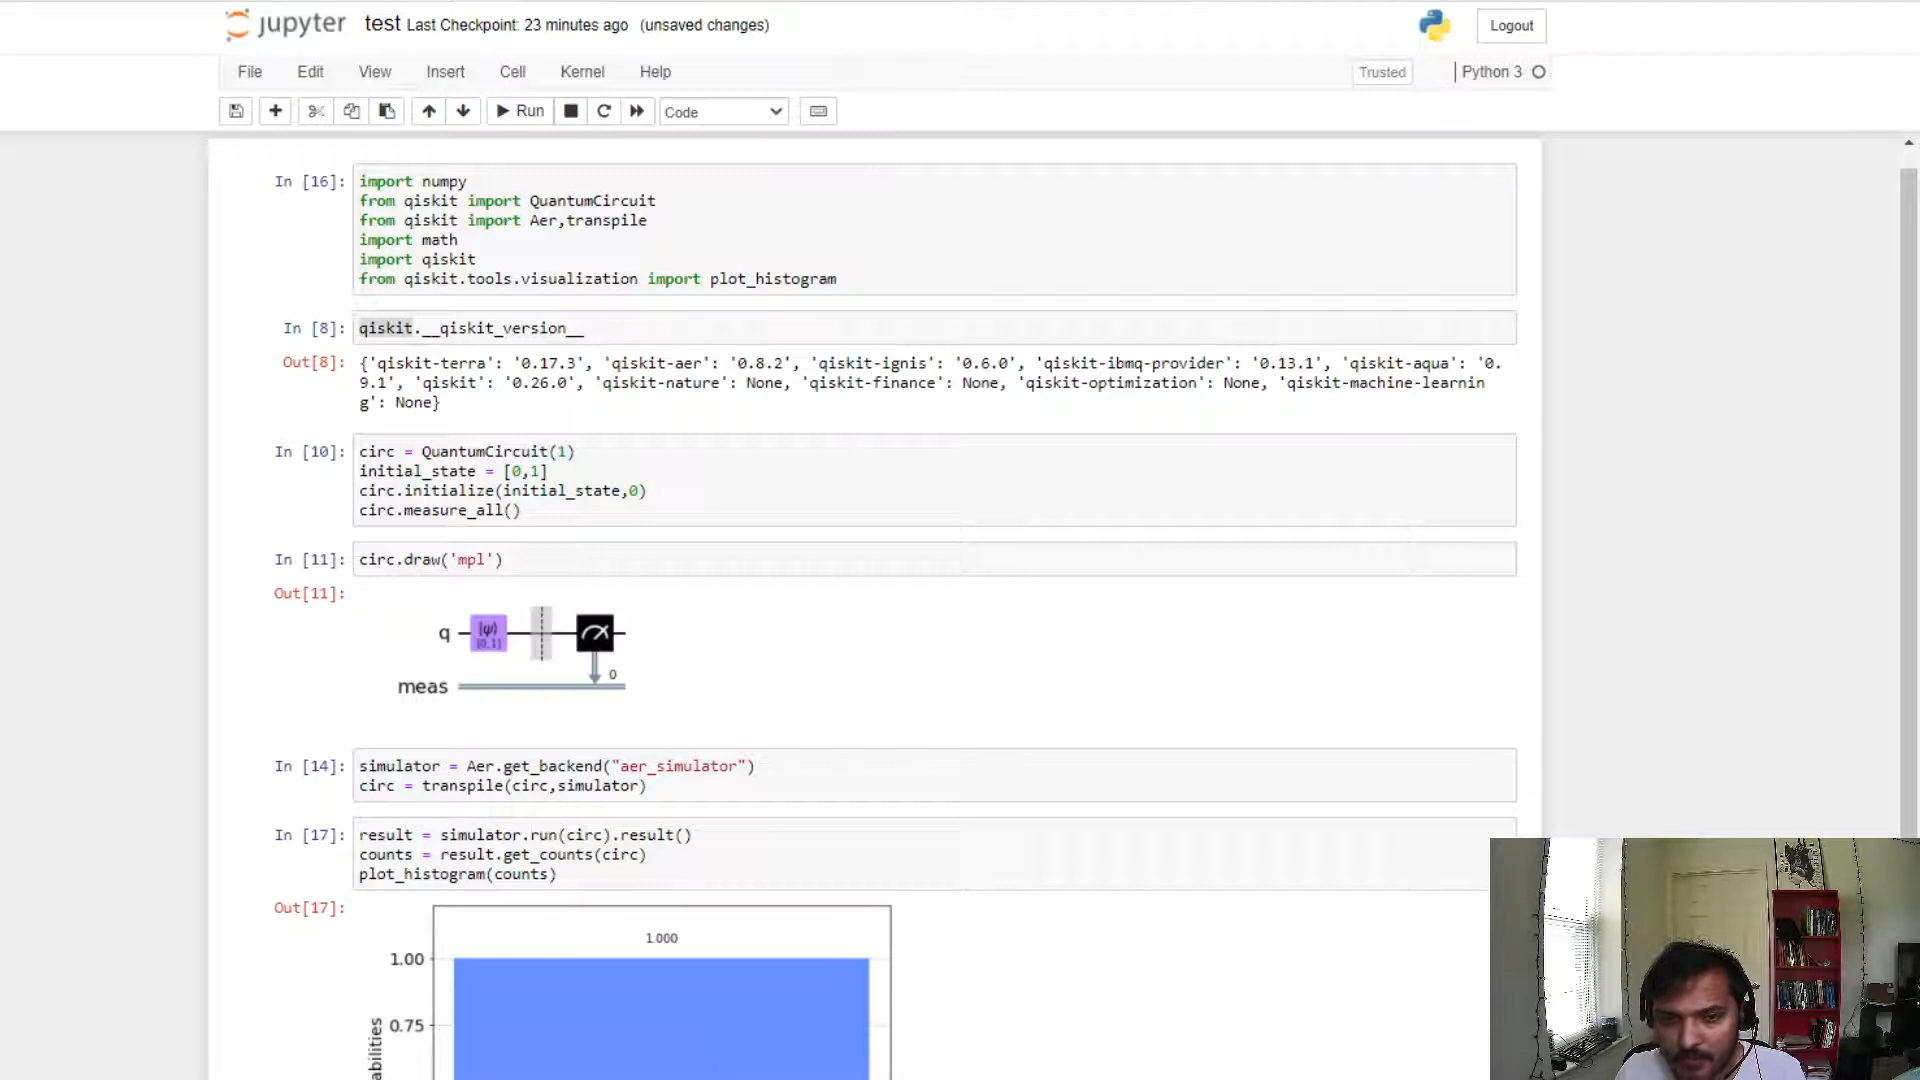 jupyter test Last Checkpoint: 23 minutes ago (unsaved changes)
Logout
File Edit View Insert Cell Kernel Help
Trusted Python 3
Run Code
In [16]: import numpy
from qiskit import QuantumCircuit
from qiskit import Aer,transpile
import math
import qiskit
from qiskit.tools.visualization import plot_histogram
In [8]: qiskit.__qiskit_version__
Out[8]: {'qiskit-terra': '0.17.3', 'qiskit-aer': '0.8.2', 'qiskit-ignis': '0.6.0', 'qiskit-ibmq-provider': '0.13.1', 'qiskit-aqua': '0.
9.1', 'qiskit': '0.26.0', 'qiskit-nature': None, 'qiskit-finance': None, 'qiskit-optimization': None, 'qiskit-machine-learnin
g': None}
In [10]: circ = QuantumCircuit(1)
initial_state = [0,1]
circ.initialize(initial_state,0)
circ.measure_all()
In [11]: circ.draw('mpl')
Out[11]:
q |ψ⟩
[0,1]
0
meas
In [14]: simulator = Aer.get_backend("aer_simulator")
circ = transpile(circ,simulator)
In [17]: result = simulator.run(circ).result()
counts = result.get_counts(circ)
plot_histogram(counts)
Out[17]:
1.000
1.00
0.75
abilities